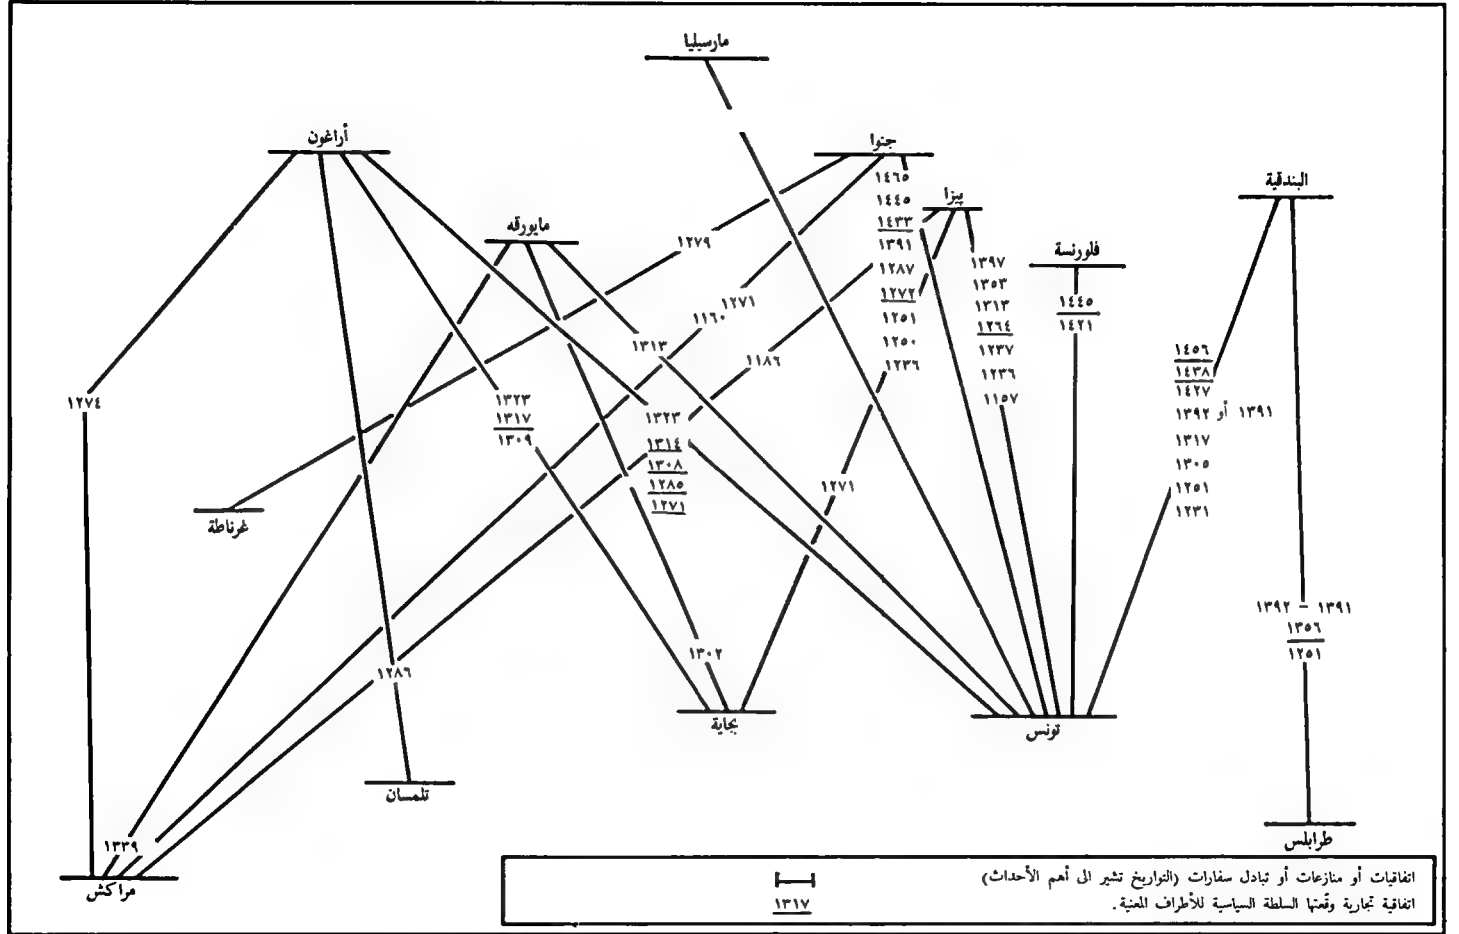 مارسيليا
أراغون
جنوا
البندقية
پيزا
مايورقه
فلورنسة
١٤٦٥
١٤٤٥
١٤٣٣
١٣٩١
١٢٨٧
١٢٧٢
١٢٥١
١٢٥٠
١٢٣٦
١٣٩٧
١٣٥٣
١٣١٣
١٢٦٤
١٢٣٧
١٢٣٦
١١٥٧
١٤٤٥
١٤٢١
١٢٧٩
١٢٧١
١١٦٠
١١٨٦
١٣١٣
١٤٥٦
١٤٣٨
١٤٢٧
١٣٩١ أو ١٣٩٢
١٣١٧
١٣٠٥
١٢٥١
١٢٣١
١٢٧٤
١٣٢٣
١٣١٧
١٣٠٩
١٣٢٣
١٣١٤
١٣٠٨
١٢٨٥
١٢٧١
١٢٧١
غرناطة
١٣٩١ – ١٣٩٢
١٣٥٦
١٢٥١
١٣٠٢
١٢٨٦
بجاية
تونس
تلمسان
طرابلس
١٣٣٩
مراكش
اتفاقيات أو منازعات أو تبادل سفارات (التواريخ تشير الى أهم الأحداث)
اتفاقية تجارية وقّعتها السلطة السياسية للأطراف المعنية.
١٣١٧